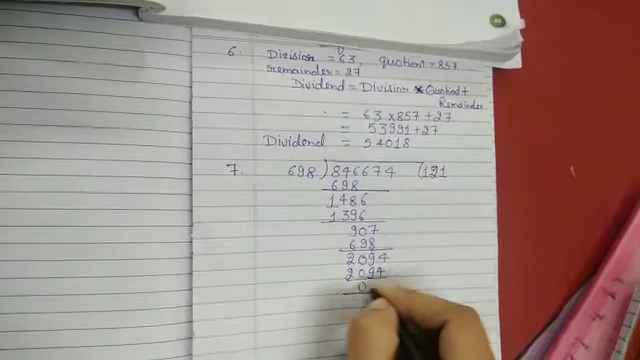 6. Division = 63, quotient = 857
remainder = 27
Dividend = Division × Quotient +
Remainder
= 63 × 857 + 27
= 53991 + 27
Dividend = 54018
7. 698 ) 846674 ( 121
698
1486
1396
907
698
2094
2094
0